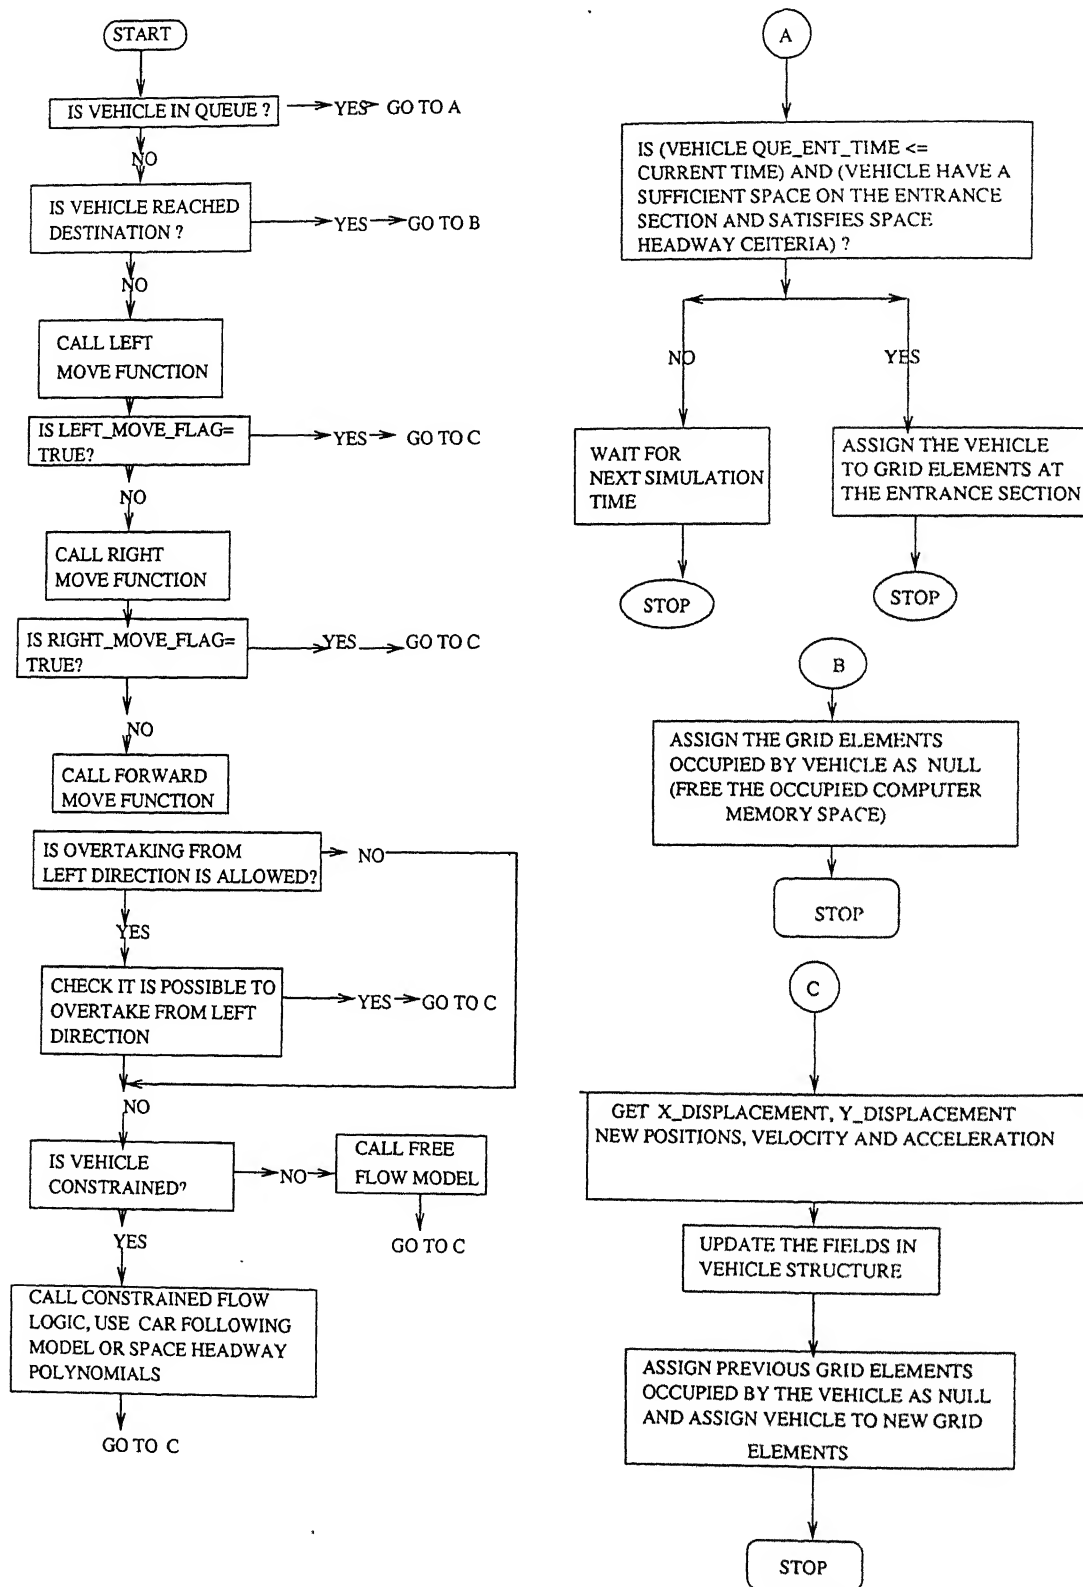 START
IS VEHICLE IN QUEUE ?
YES
GO TO A
NO
IS VEHICLE REACHED
DESTINATION ?
YES
GO TO B
NO
CALL LEFT
MOVE FUNCTION
IS LEFT_MOVE_FLAG=
TRUE?
YES
GO TO C
NO
CALL RIGHT
MOVE FUNCTION
IS RIGHT_MOVE_FLAG=
TRUE?
YES
GO TO C
NO
CALL FORWARD
MOVE FUNCTION
IS OVERTAKING FROM
LEFT DIRECTION IS ALLOWED?
NO
YES
CHECK IT IS POSSIBLE TO
OVERTAKE FROM LEFT
DIRECTION
YES
GO TO C
NO
IS VEHICLE
CONSTRAINED?
NO
CALL FREE
FLOW MODEL
GO TO C
YES
CALL CONSTRAINED FLOW
LOGIC, USE CAR FOLLOWING
MODEL OR SPACE HEADWAY
POLYNOMIALS
GO TO C
A
IS (VEHICLE QUE_ENT_TIME <=
CURRENT TIME) AND (VEHICLE HAVE A
SUFFICIENT SPACE ON THE ENTRANCE
SECTION AND SATISFIES SPACE
HEADWAY CEITERIA) ?
NO
YES
WAIT FOR
NEXT SIMULATION
TIME
ASSIGN THE VEHICLE
TO GRID ELEMENTS AT
THE ENTRANCE SECTION
STOP
STOP
B
ASSIGN THE GRID ELEMENTS
OCCUPIED BY VEHICLE AS NULL
(FREE THE OCCUPIED COMPUTER
MEMORY SPACE)
STOP
C
GET X_DISPLACEMENT, Y_DISPLACEMENT
NEW POSITIONS, VELOCITY AND ACCELERATION
UPDATE THE FIELDS IN
VEHICLE STRUCTURE
ASSIGN PREVIOUS GRID ELEMENTS
OCCUPIED BY THE VEHICLE AS NULL
AND ASSIGN VEHICLE TO NEW GRID
ELEMENTS
STOP